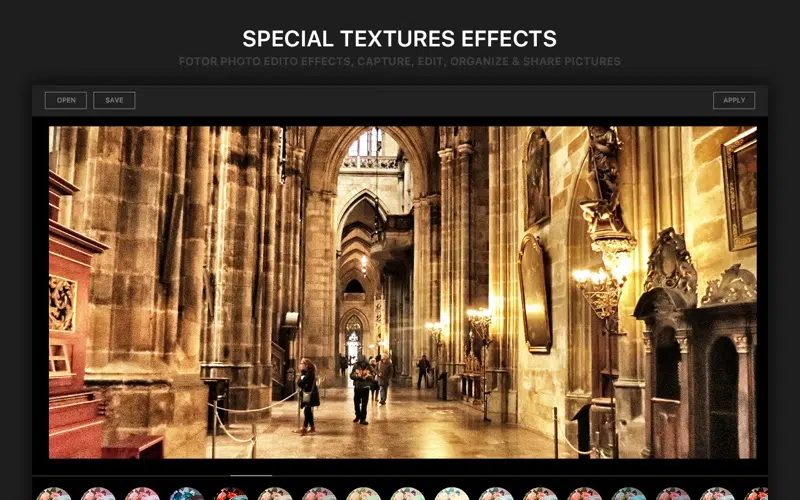 SPECIAL TEXTURES EFFECTS
FOTOR PHOTO EDITO EFFECTS, CAPTURE, EDIT, ORGANIZE & SHARE PICTURES
OPEN SAVE APPLY